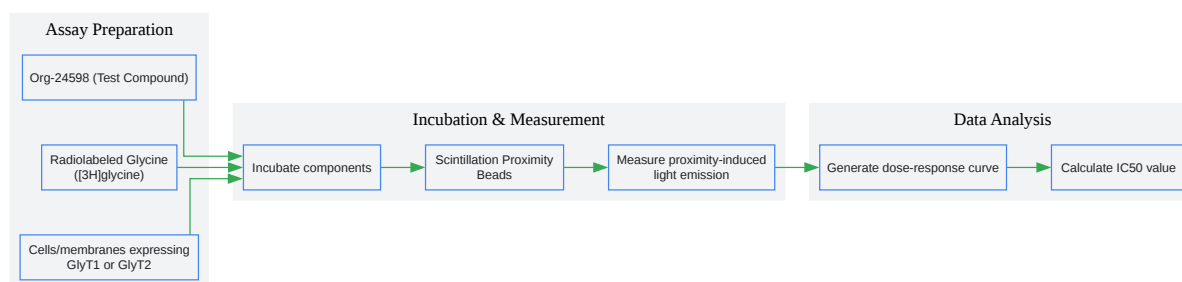 Assay Preparation
Org-24598 (Test Compound)
Radiolabeled Glycine
([3H]glycine)
Cells/membranes expressing
GlyT1 or GlyT2
Incubation & Measurement
Incubate components
Scintillation Proximity
Beads
Measure proximity-induced
light emission
Data Analysis
Generate dose-response curve
Calculate IC50 value